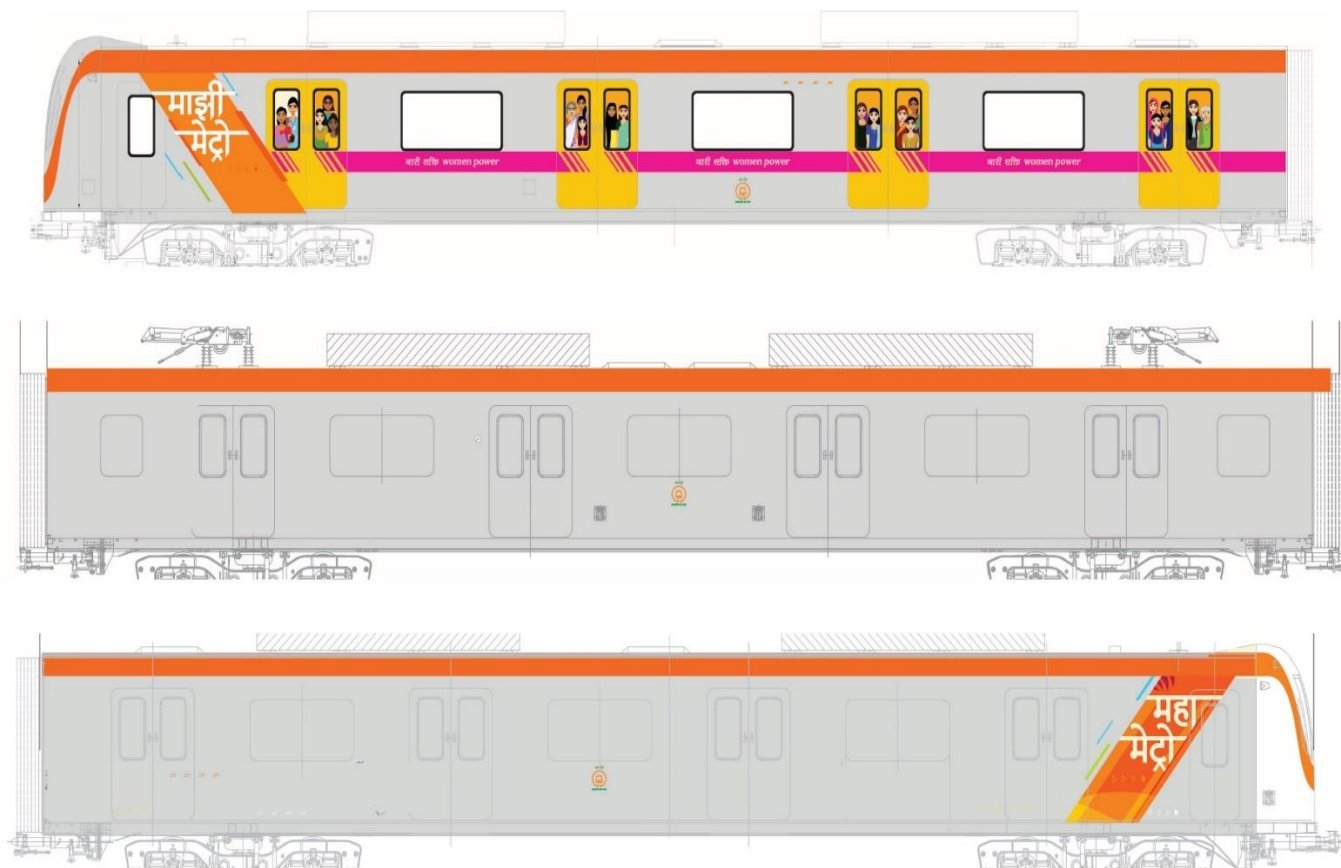 माझी
मेट्रो
नारी शक्ति women power
नारी शक्ति women power
नारी शक्ति women power
महा
मेट्रो